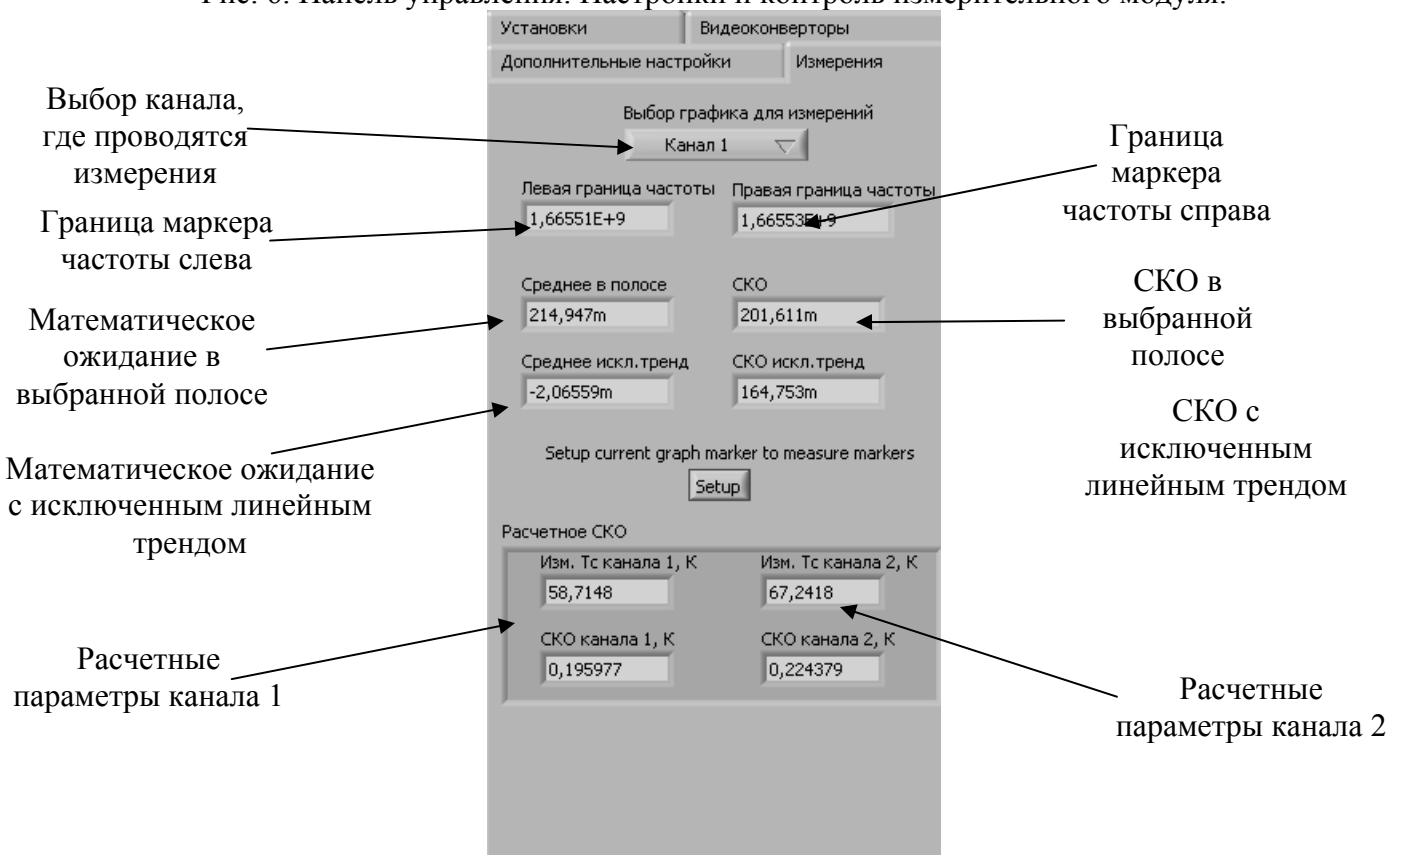 Рис. 6. Панель управления. Настройки и контроль измерительного модуля.
Установки
Видеоконверторы
Дополнительные настройки
Измерения
Выбор канала,
где проводятся
измерения
Выбор графика для измерений
Канал 1
Граница
маркера
частоты справа
Левая граница частоты
Правая граница частоты
1,66551E+9
1,66553E+9
Граница маркера
частоты слева
Среднее в полосе
СКО
214,947m
201,611m
СКО в
выбранной
полосе
Математическое
ожидание в
выбранной полосе
Среднее искл.тренд
СКО искл.тренд
-2,06559m
164,753m
СКО с
исключенным
линейным трендом
Математическое ожидание
с исключенным линейным
трендом
Setup current graph marker to measure markers
Setup
Расчетное СКО
Изм. Тс канала 1, К
Изм. Тс канала 2, К
58,7148
67,2418
СКО канала 1, К
СКО канала 2, К
0,195977
0,224379
Расчетные
параметры канала 1
Расчетные
параметры канала 2